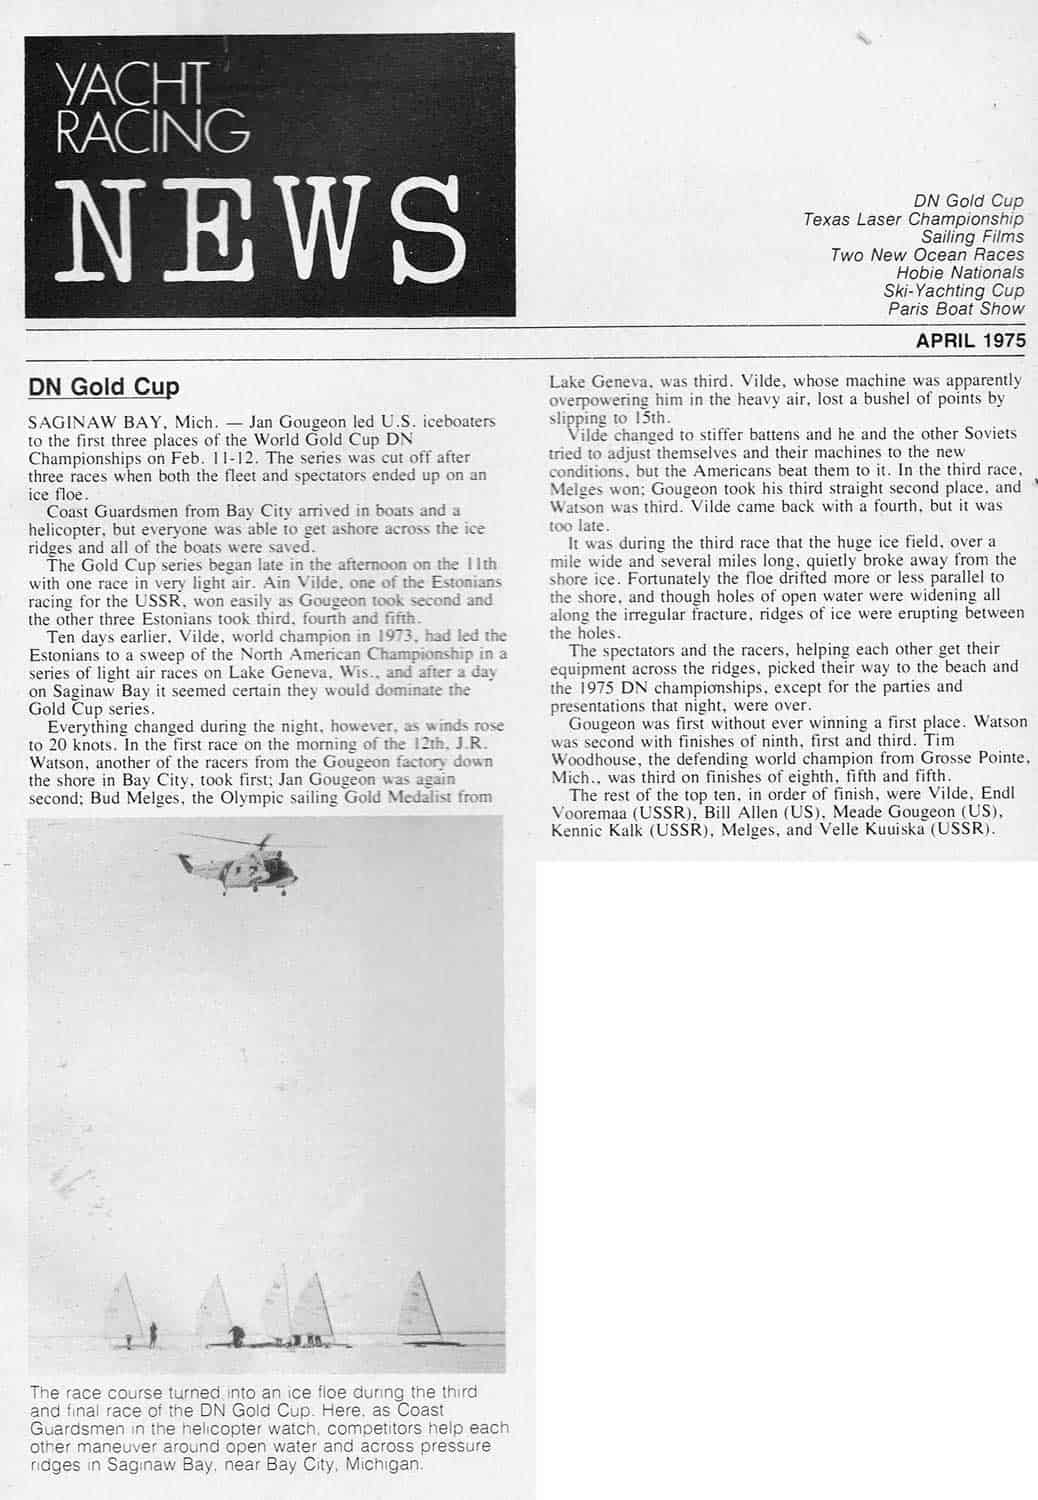 YACHT
RACING
NEWS
DN Gold Cup
Texas Laser Championship
Sailing Films
Two New Ocean Races
Hobie Nationals
Ski-Yachting Cup
Paris Boat Show
APRIL 1975
DN Gold Cup
SAGINAW BAY, Mich. — Jan Gougeon led U.S. iceboaters
to the first three places of the World Gold Cup DN
Championships on Feb. 11-12. The series was cut off after
three races when both the fleet and spectators ended up on an
ice floe.
Coast Guardsmen from Bay City arrived in boats and a
helicopter, but everyone was able to get ashore across the ice
ridges and all of the boats were saved.
The Gold Cup series began late in the afternoon on the 11th
with one race in very light air. Ain Vilde, one of the Estonians
racing for the USSR, won easily as Gougeon took second and
the other three Estonians took third, fourth and fifth.
Ten days earlier, Vilde, world champion in 1973, had led the
Estonians to a sweep of the North American Championship in a
series of light air races on Lake Geneva, Wis., and after a day
on Saginaw Bay it seemed certain they would dominate the
Gold Cup series.
Everything changed during the night, however, as winds rose
to 20 knots. In the first race on the morning of the 12th, J.R.
Watson, another of the racers from the Gougeon factory down
the shore in Bay City, took first; Jan Gougeon was again
second; Bud Melges, the Olympic sailing Gold Medalist from
Lake Geneva, was third. Vilde, whose machine was apparently
overpowering him in the heavy air, lost a bushel of points by
slipping to 15th.
Vilde changed to stiffer battens and he and the other Soviets
tried to adjust themselves and their machines to the new
conditions, but the Americans beat them to it. In the third race,
Melges won; Gougeon took his third straight second place, and
Watson was third. Vilde came back with a fourth, but it was
too late.
It was during the third race that the huge ice field, over a
mile wide and several miles long, quietly broke away from the
shore ice. Fortunately the floe drifted more or less parallel to
the shore, and though holes of open water were widening all
along the irregular fracture, ridges of ice were erupting between
the holes.
The spectators and the racers, helping each other get their
equipment across the ridges, picked their way to the beach and
the 1975 DN championships, except for the parties and
presentations that night, were over.
Gougeon was first without ever winning a first place. Watson
was second with finishes of ninth, first and third. Tim
Woodhouse, the defending world champion from Grosse Pointe,
Mich., was third on finishes of eighth, fifth and fifth.
The rest of the top ten, in order of finish, were Vilde, Endl
Vooremaa (USSR), Bill Allen (US), Meade Gougeon (US),
Kennic Kalk (USSR), Melges, and Velle Kuuiska (USSR).
The race course turned into an ice floe during the third
and final race of the DN Gold Cup. Here, as Coast
Guardsmen in the helicopter watch, competitors help each
other maneuver around open water and across pressure
ridges in Saginaw Bay, near Bay City, Michigan.